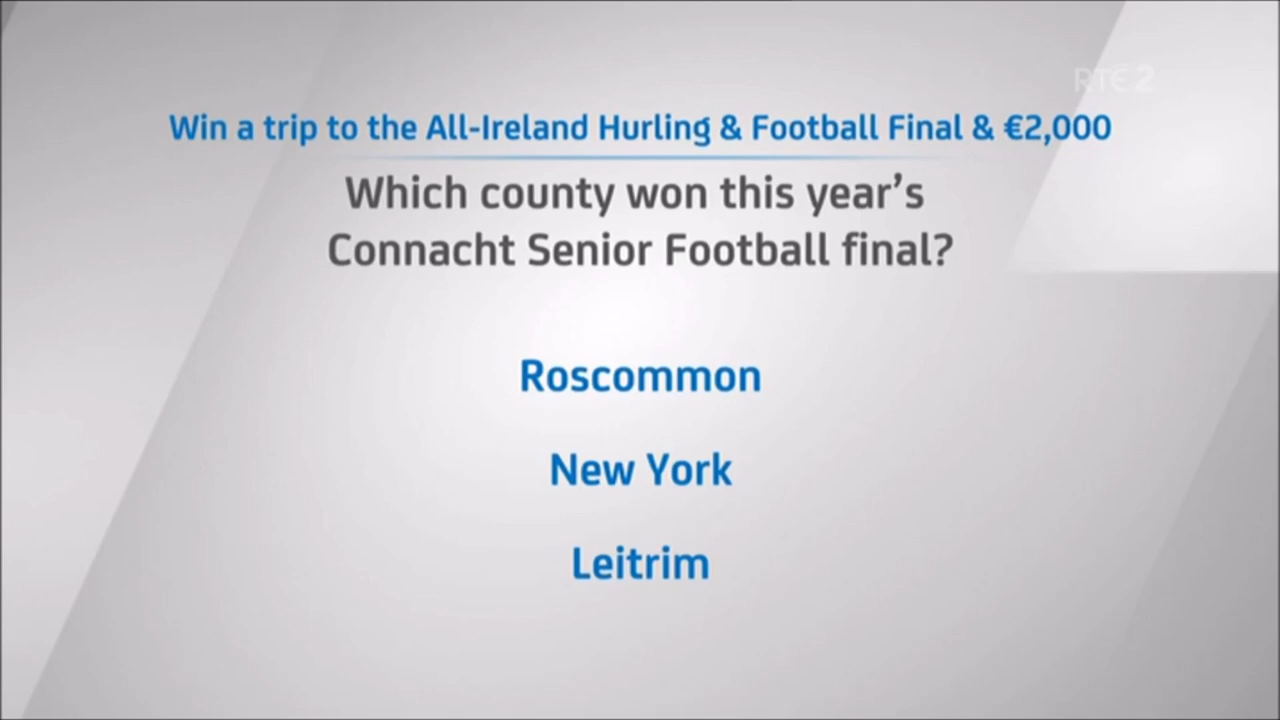 RTÉ2
Win a trip to the All-Ireland Hurling & Football Final & €2,000
Which county won this year’s
Connacht Senior Football final?
Roscommon
New York
Leitrim